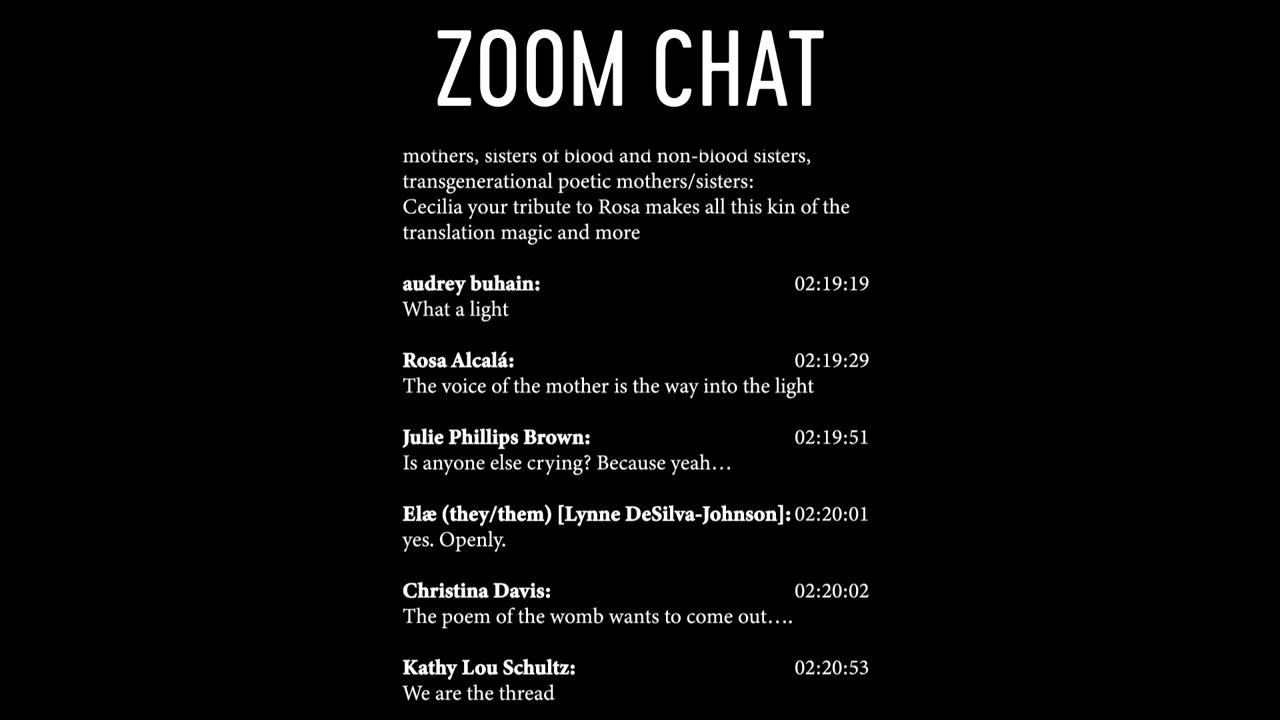 ZOOM CHAT
mothers, sisters of blood and non-blood sisters,
transgenerational poetic mothers/sisters:
Cecilia your tribute to Rosa makes all this kin of the
translation magic and more
audrey buhain: 02:19:19
What a light
Rosa Alcalá: 02:19:29
The voice of the mother is the way into the light
Julie Phillips Brown: 02:19:51
Is anyone else crying? Because yeah…
Elæ (they/them) [Lynne DeSilva-Johnson]: 02:20:01
yes. Openly.
Christina Davis: 02:20:02
The poem of the womb wants to come out….
Kathy Lou Schultz: 02:20:53
We are the thread